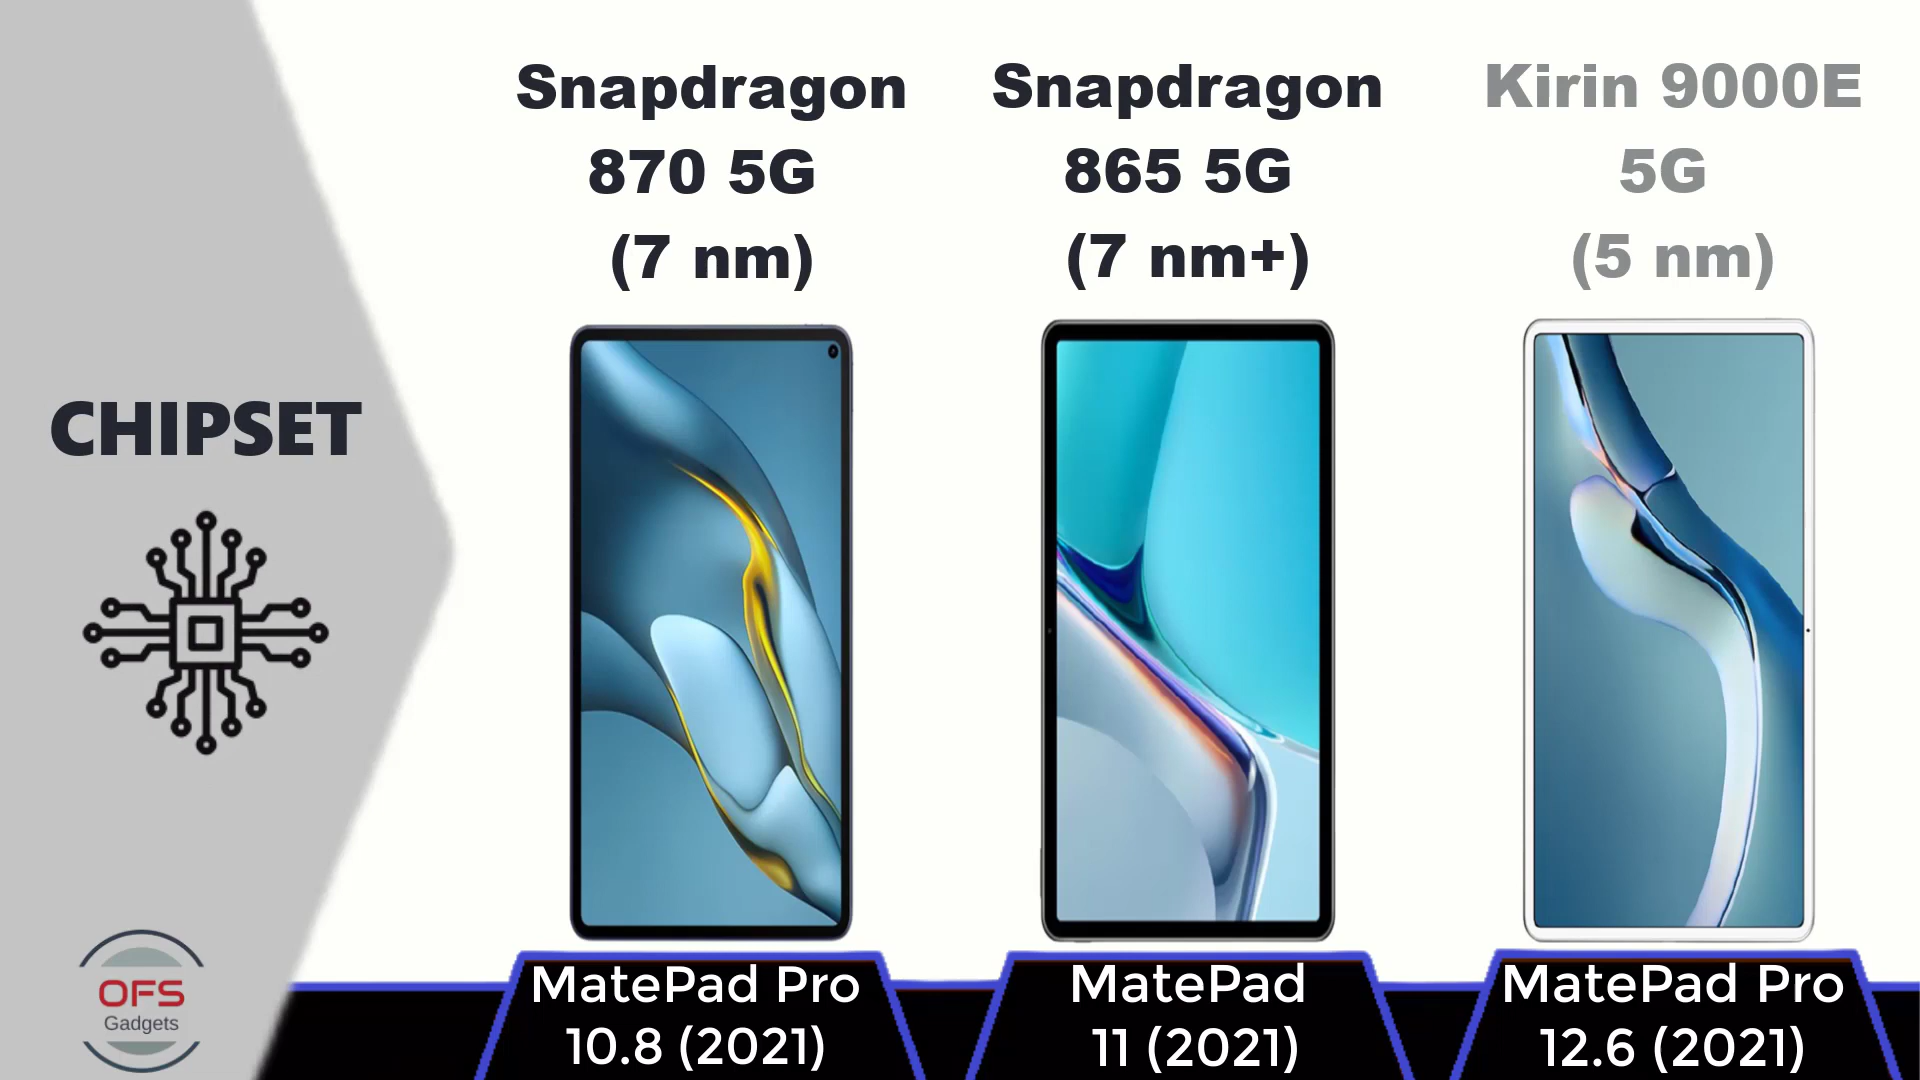 Snapdragon
870 5G
(7 nm)
Snapdragon
865 5G
(7 nm+)
Kirin 9000E
5G
(5 nm)
CHIPSET
OFS
Gadgets
MatePad Pro
10.8 (2021)
MatePad
11 (2021)
MatePad Pro
12.6 (2021)